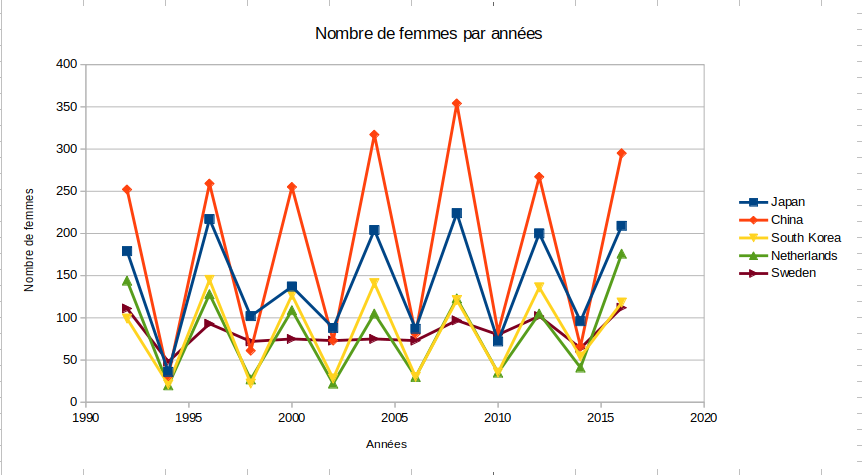 Nombre de femmes par années
400
350
300
250
200
150
100
50
0
Nombre de femmes
1990 1995 2000 2005 2010 2015 2020
Années
Japan
China
South Korea
Netherlands
Sweden